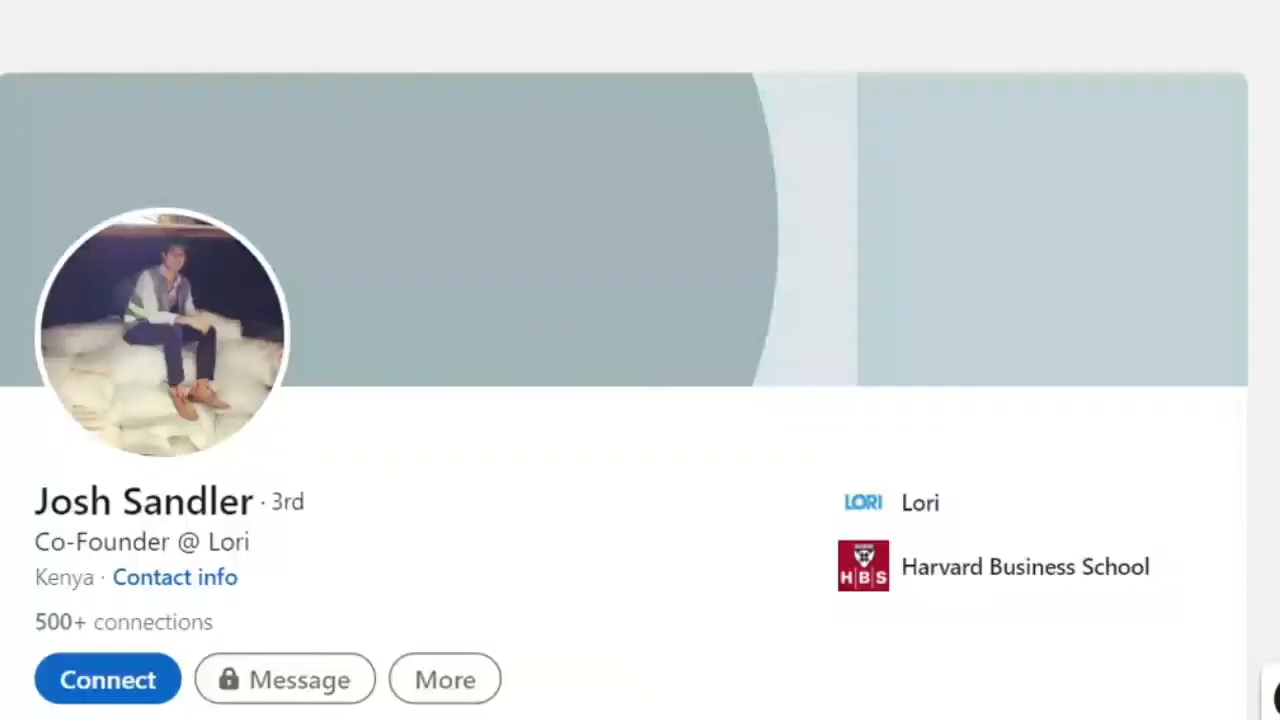 Josh Sandler · 3rd
Co-Founder @ Lori
Kenya · Contact info
500+ connections
Connect
Message
More
LORI
Lori
HBS
Harvard Business School